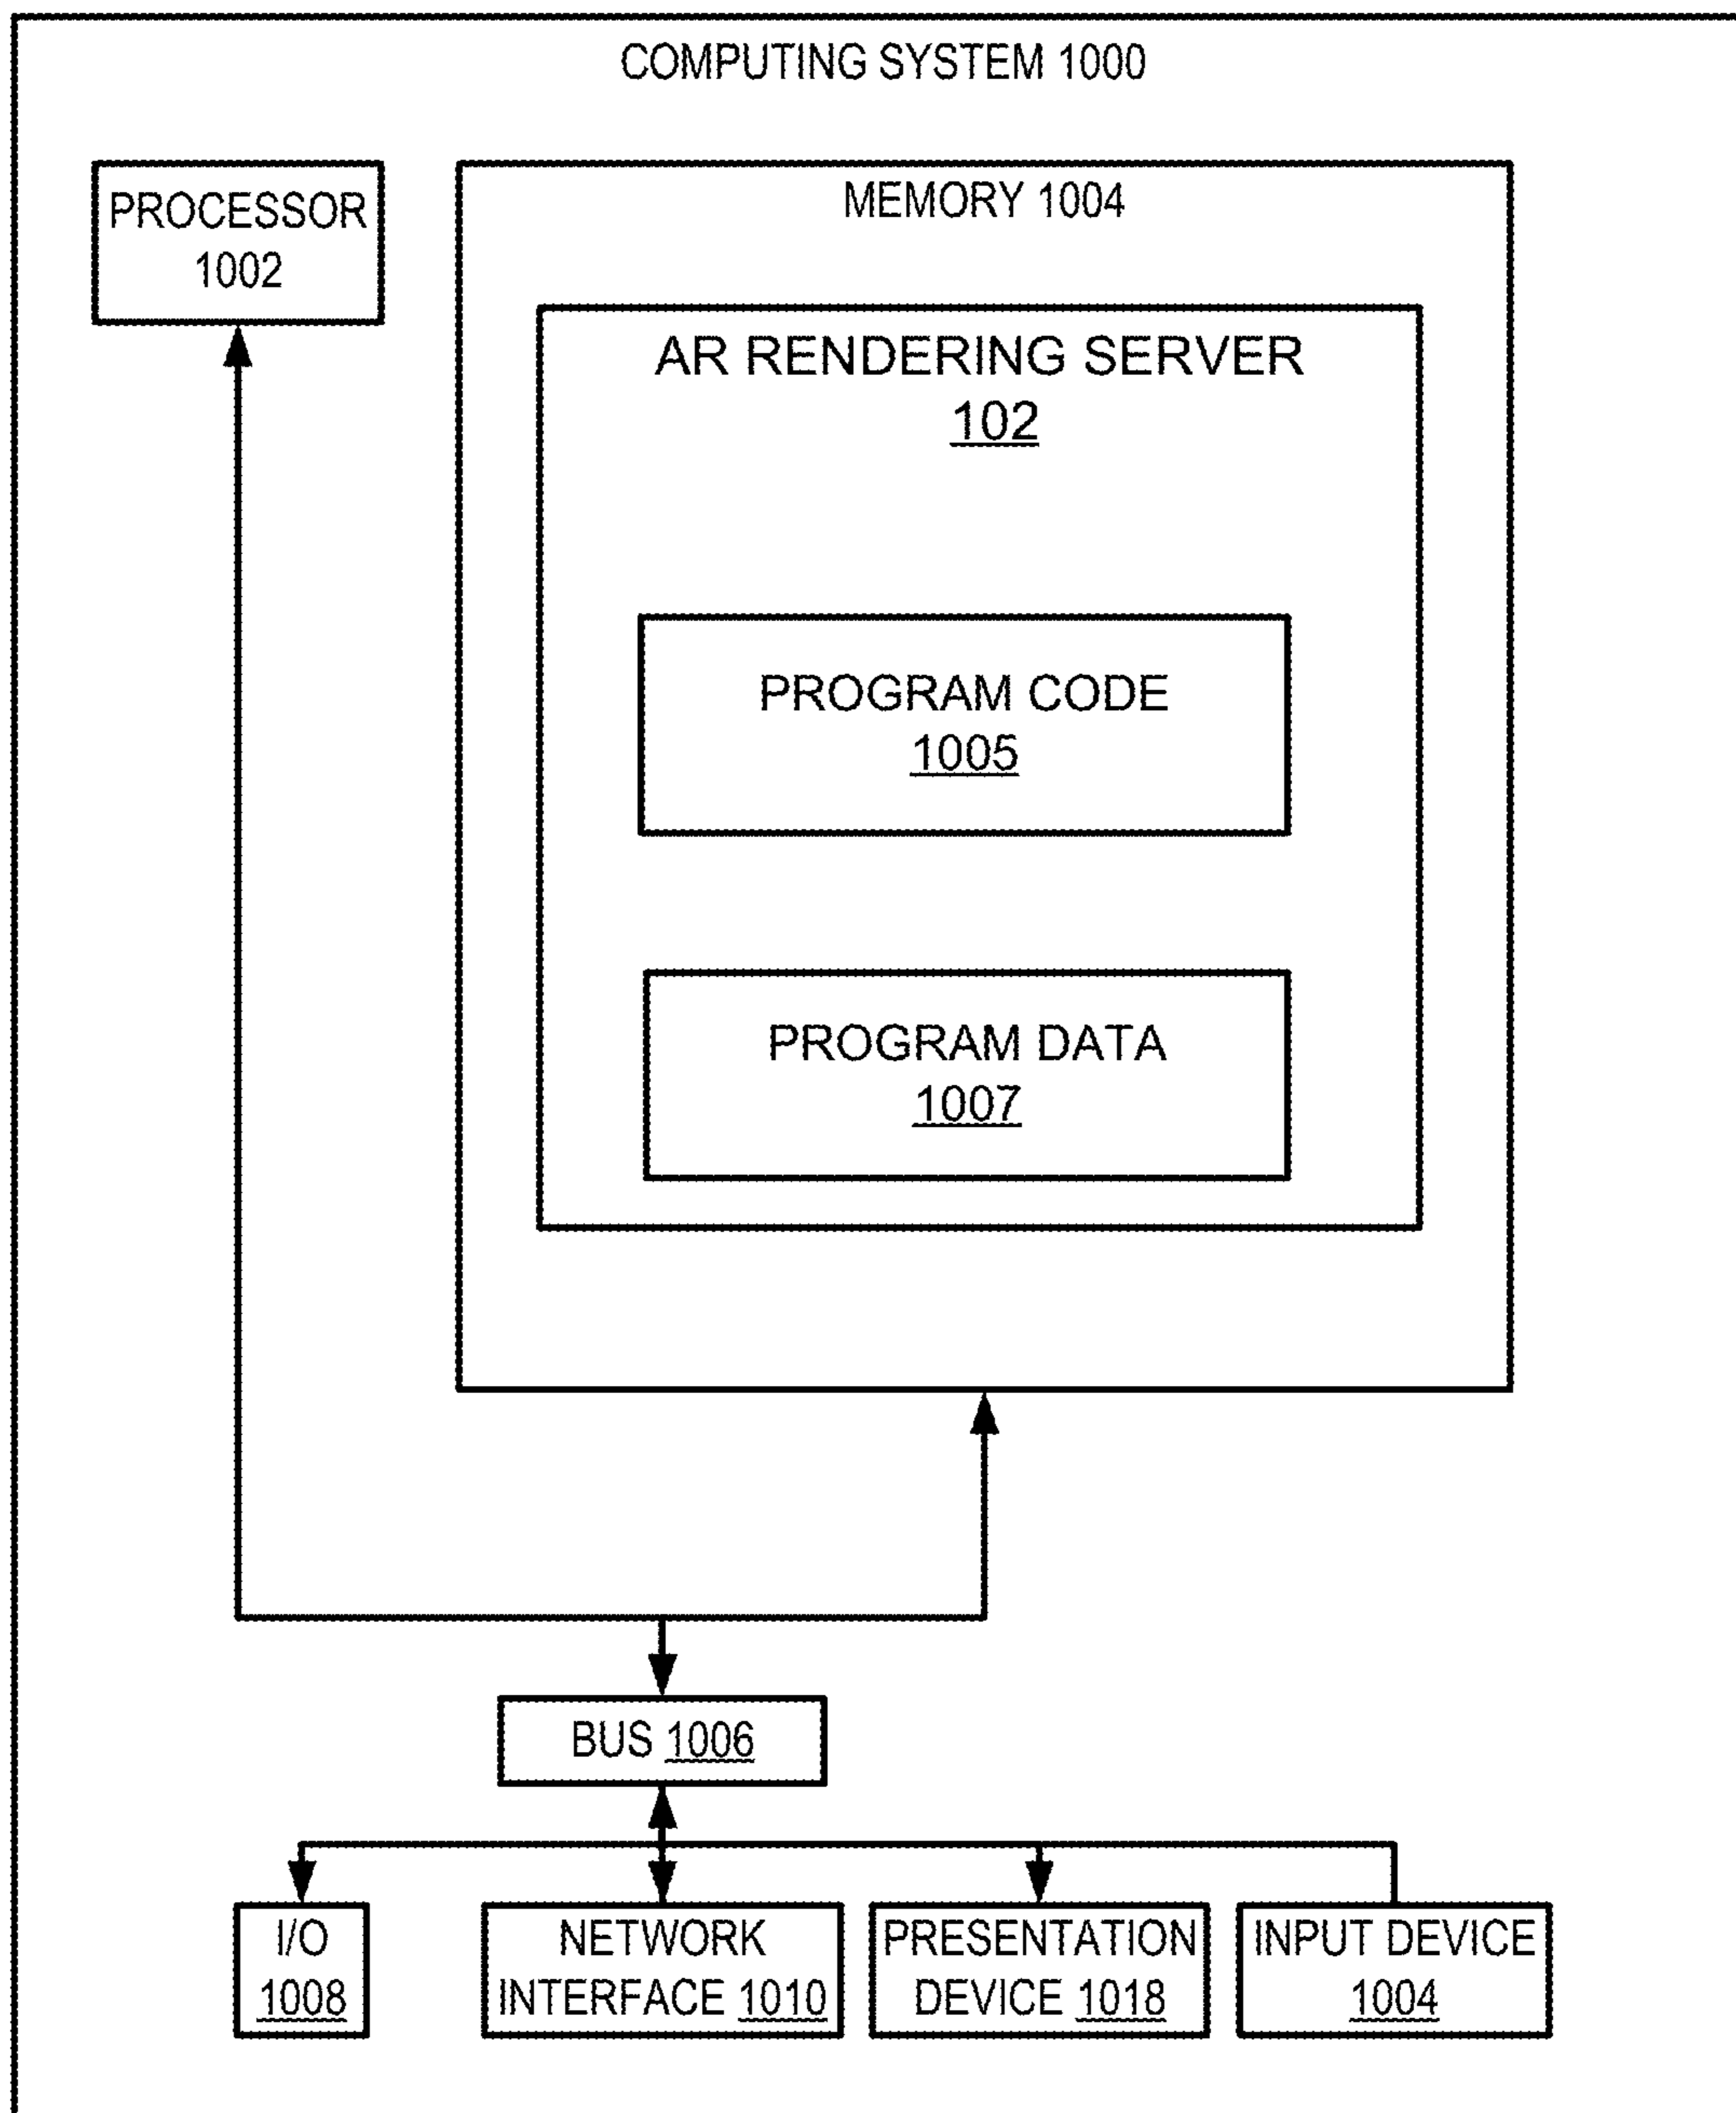 COMPUTING SYSTEM 1000
PROCESSOR
1002
MEMORY 1004
AR RENDERING SERVER
102
PROGRAM CODE
1005
PROGRAM DATA
1007
BUS 1006
I/O
1008
NETWORK
INTERFACE 1010
PRESENTATION
DEVICE 1018
INPUT DEVICE
1004